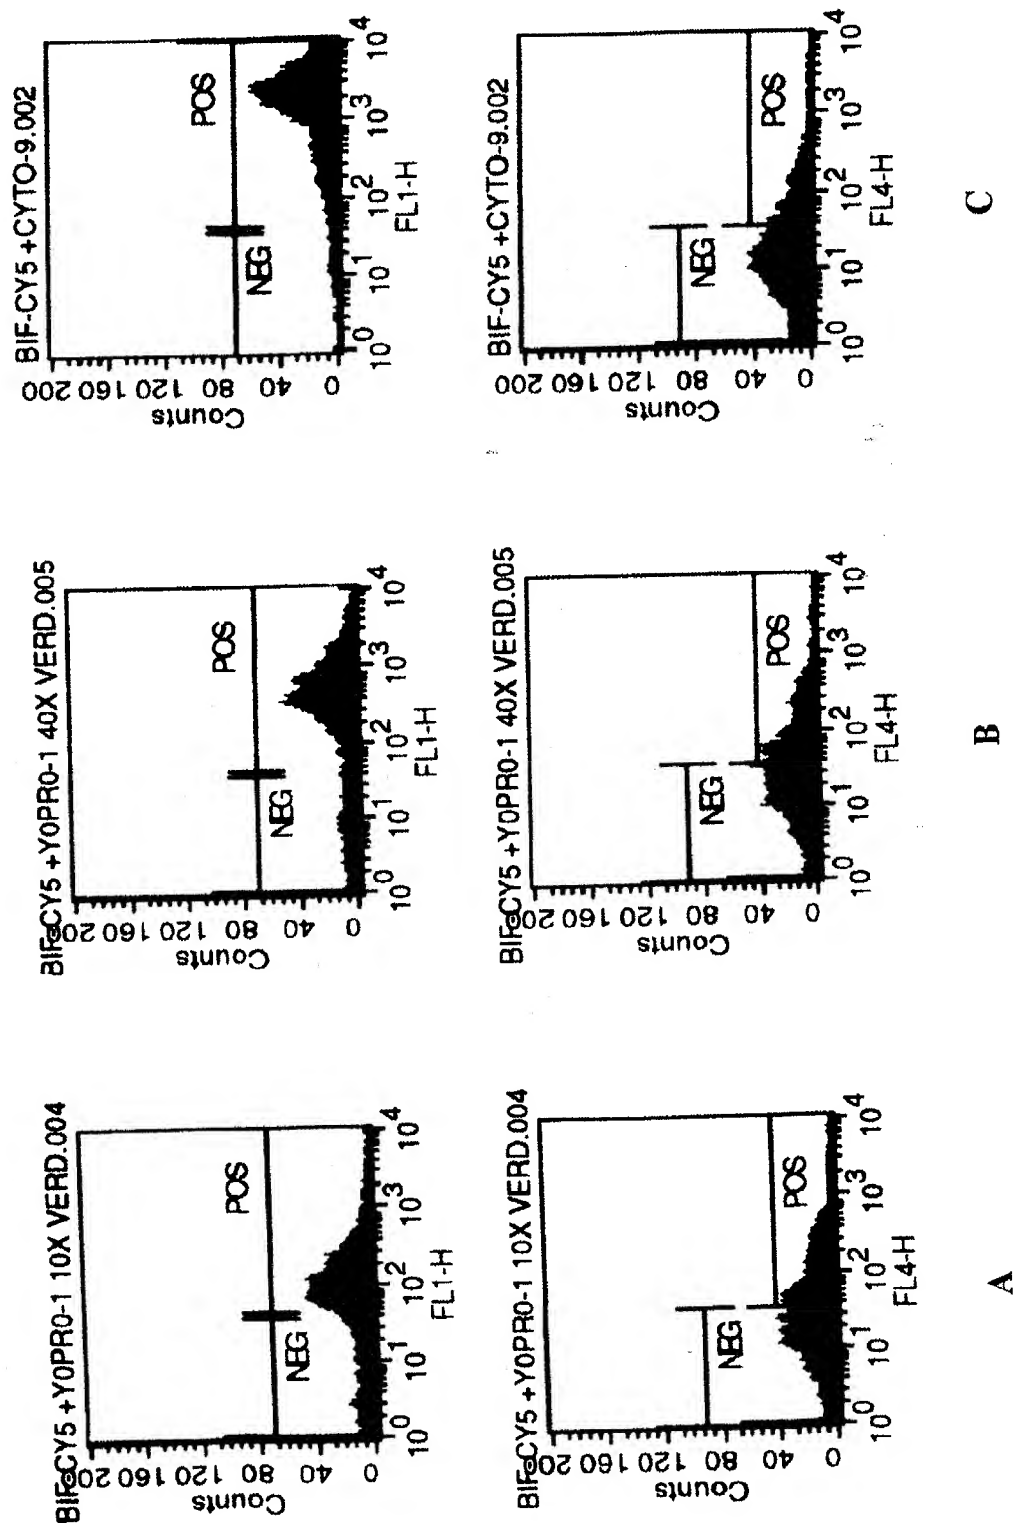 BIF-CY5 +Y0PR0-1 10X VERD.004
Counts
0 40 80 120 160 200
NEG
POS
10^0 10^1 10^2 10^3 10^4
FL1-H
BIF-CY5 +Y0PR0-1 40X VERD.005
Counts
0 40 80 120 160 200
NEG
POS
10^0 10^1 10^2 10^3 10^4
FL1-H
BIF-CY5 +CYTO-9.002
Counts
0 40 80 120 160 200
NEG
POS
10^0 10^1 10^2 10^3 10^4
FL1-H
BIF-CY5 +Y0PR0-1 10X VERD.004
Counts
0 40 80 120 160 200
NEG
POS
10^0 10^1 10^2 10^3 10^4
FL4-H
BIF-CY5 +Y0PR0-1 40X VERD.005
Counts
0 40 80 120 160 200
NEG
POS
10^0 10^1 10^2 10^3 10^4
FL4-H
BIF-CY5 +CYTO-9.002
Counts
0 40 80 120 160 200
NEG
POS
10^0 10^1 10^2 10^3 10^4
FL4-H
A
B
C